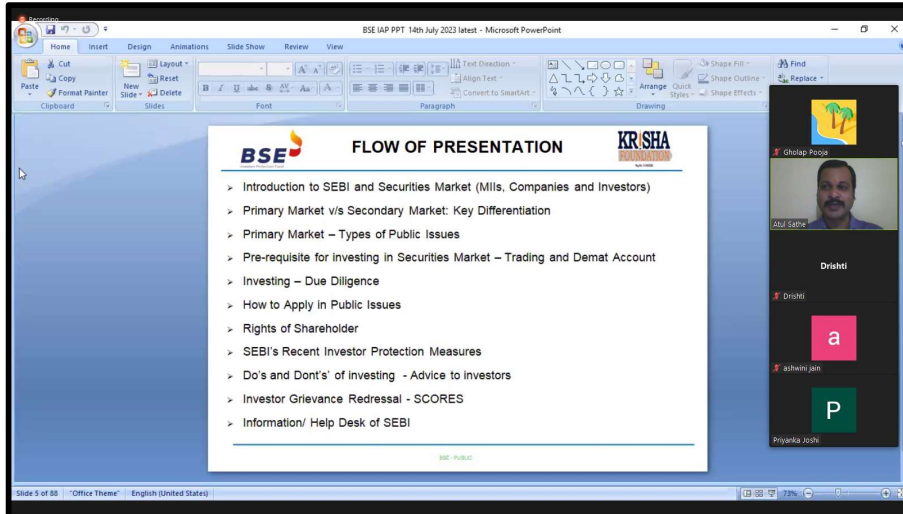 Recording
BSE IAP PPT 14th July 2023 latest - Microsoft PowerPoint
Home Insert Design Animations Slide Show Review View
Paste
Cut
Copy
Format Painter
Clipboard
New Slide
Layout
Reset
Delete
Slides
B I U abe S AV Aa A
Font
Text Direction
Align Text
Convert to SmartArt
Paragraph
Arrange
Quick Styles
Shape Fill
Shape Outline
Shape Effects
Drawing
Find
Replace
BSE
FLOW OF PRESENTATION
KRISHA
FOUNDATION
Introduction to SEBI and Securities Market (MIIs, Companies and Investors)
Primary Market v/s Secondary Market: Key Differentiation
Primary Market – Types of Public Issues
Pre-requisite for investing in Securities Market – Trading and Demat Account
Investing – Due Diligence
How to Apply in Public Issues
Rights of Shareholder
SEBI's Recent Investor Protection Measures
Do's and Dont's' of investing - Advice to investors
Investor Grievance Redressal - SCORES
Information/ Help Desk of SEBI
BSE - PUBLIC
Gholap Pooja
Atul Sathe
Drishti
Drishti
a
ashwini jain
P
Priyanka Joshi
Slide 5 of 88 "Office Theme" English (United States)
73%